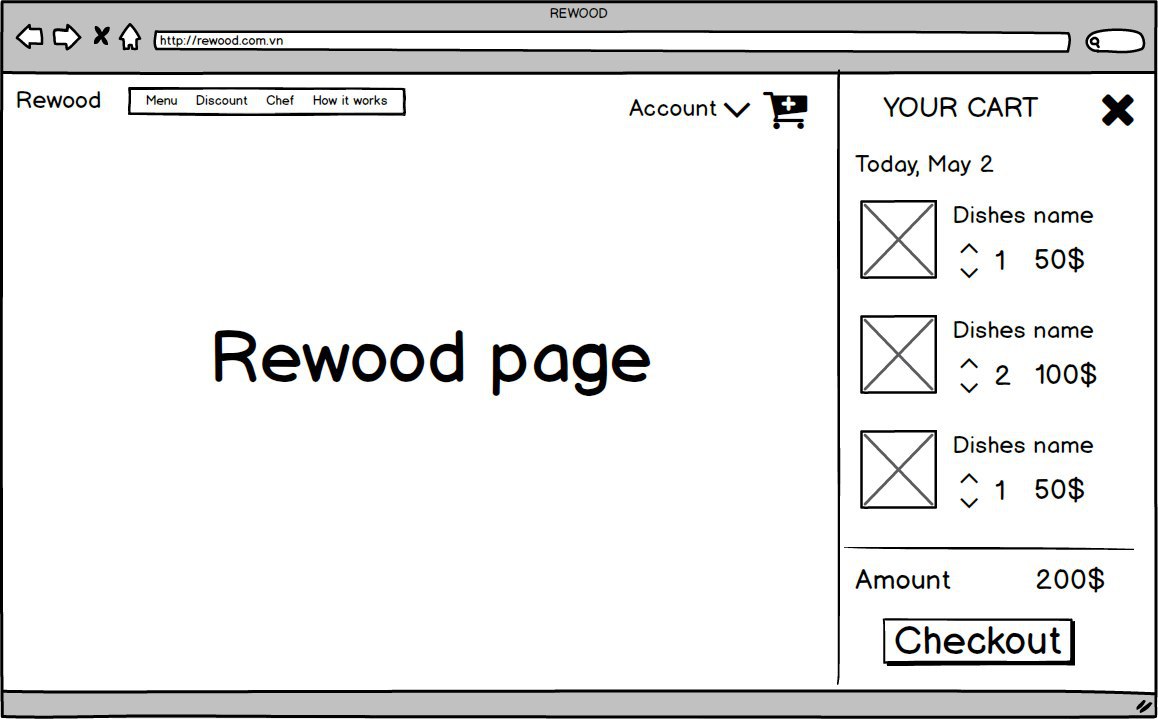 REWOOD
http://rewood.com.vn
Rewood
Menu Discount Chef How it works
Account
Rewood page
YOUR CART
Today, May 2
Dishes name
1 50$
Dishes name
2 100$
Dishes name
1 50$
Amount 200$
Checkout